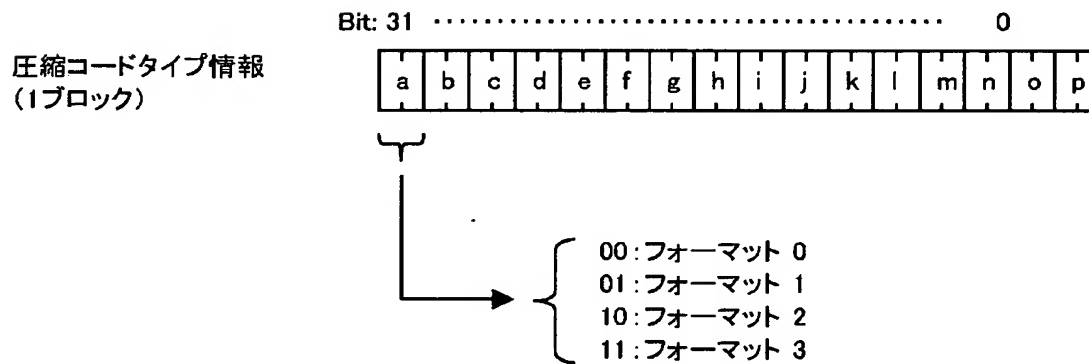 Bit: 31 ········································ 0
圧縮コードタイプ情報
(1ブロック)
a b c d e f g h i j k l m n o p
00:フォーマット 0
01:フォーマット 1
10:フォーマット 2
11:フォーマット 3